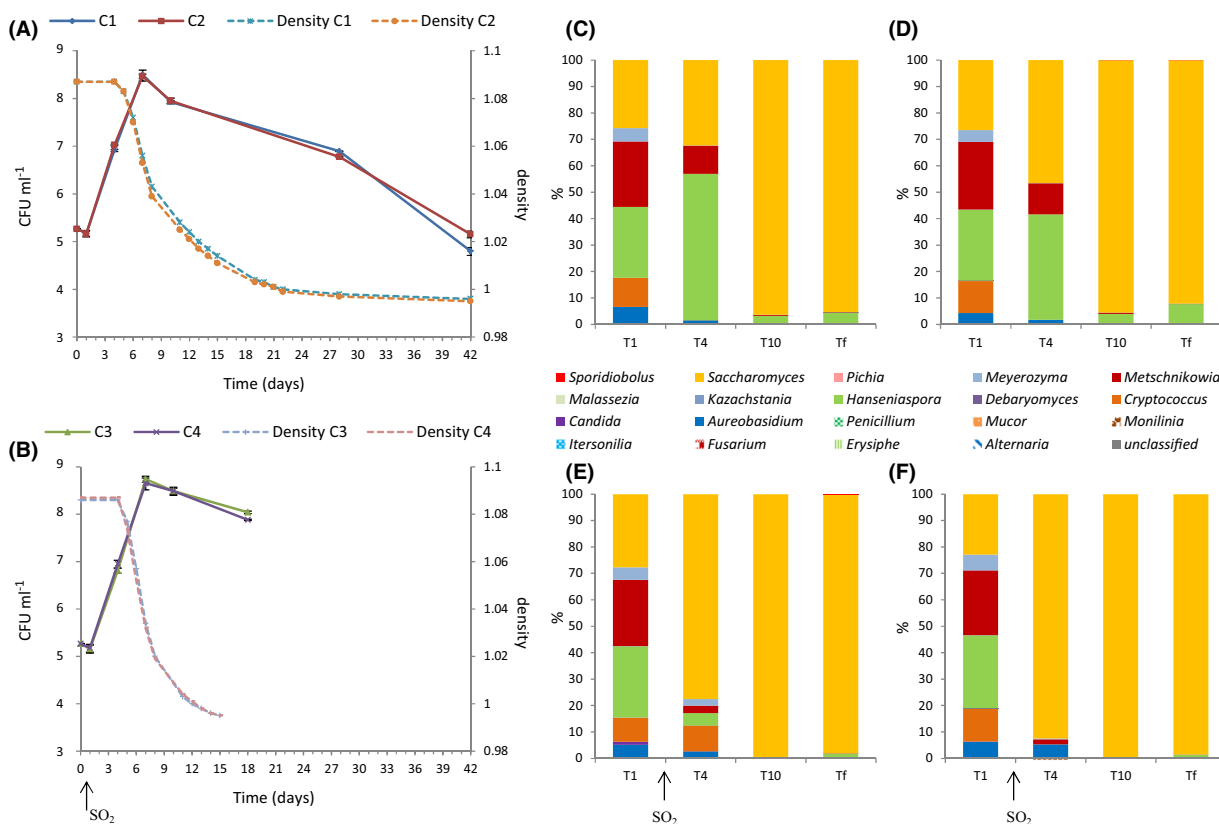 C1 C2 Density C1 Density C2
(A)
9
8
7
6
5
4
3
CFU ml-1
1.1
1.08
1.06
1.04
1.02
1
0.98
density
0 3 6 9 12 15 18 21 24 27 30 33 36 39 42
Time (days)
(B)
C3 C4 Density C3 Density C4
9
8
7
6
5
4
3
CFU ml-1
1.1
1.08
1.06
1.04
1.02
1
0.98
density
0 3 6 9 12 15 18 21 24 27 30 33 36 39 42
Time (days)
SO2
(C)
100
90
80
70
60
50
40
30
20
10
0
%
T1 T4 T10 Tf
(D)
100
90
80
70
60
50
40
30
20
10
0
%
T1 T4 T10 Tf
Sporidiobolus Saccharomyces Pichia Meyerozyma Metschnikowia
Malassezia Kazachstania Hanseniaspora Debaryomyces Cryptococcus
Candida Aureobasidium Penicillium Mucor Monilinia
Itersonilia Fusarium Erysiphe Alternaria unclassified
(E)
100
90
80
70
60
50
40
30
20
10
0
%
T1 T4 T10 Tf
SO2
(F)
100
90
80
70
60
50
40
30
20
10
0
%
T1 T4 T10 Tf
SO2